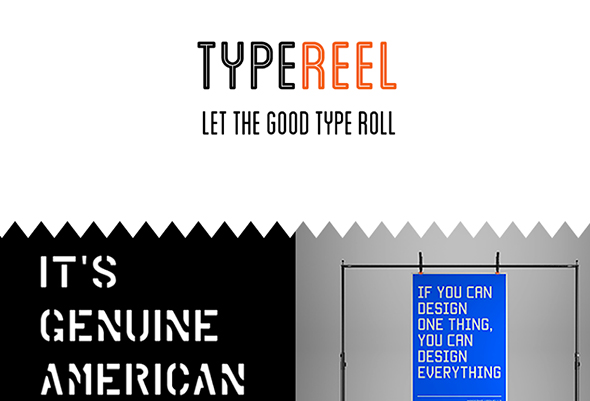 TYPEREEL
LET THE GOOD TYPE ROLL
IT'S
GENUINE
AMERICAN
IF YOU CAN
DESIGN
ONE THING,
YOU CAN
DESIGN
EVERYTHING